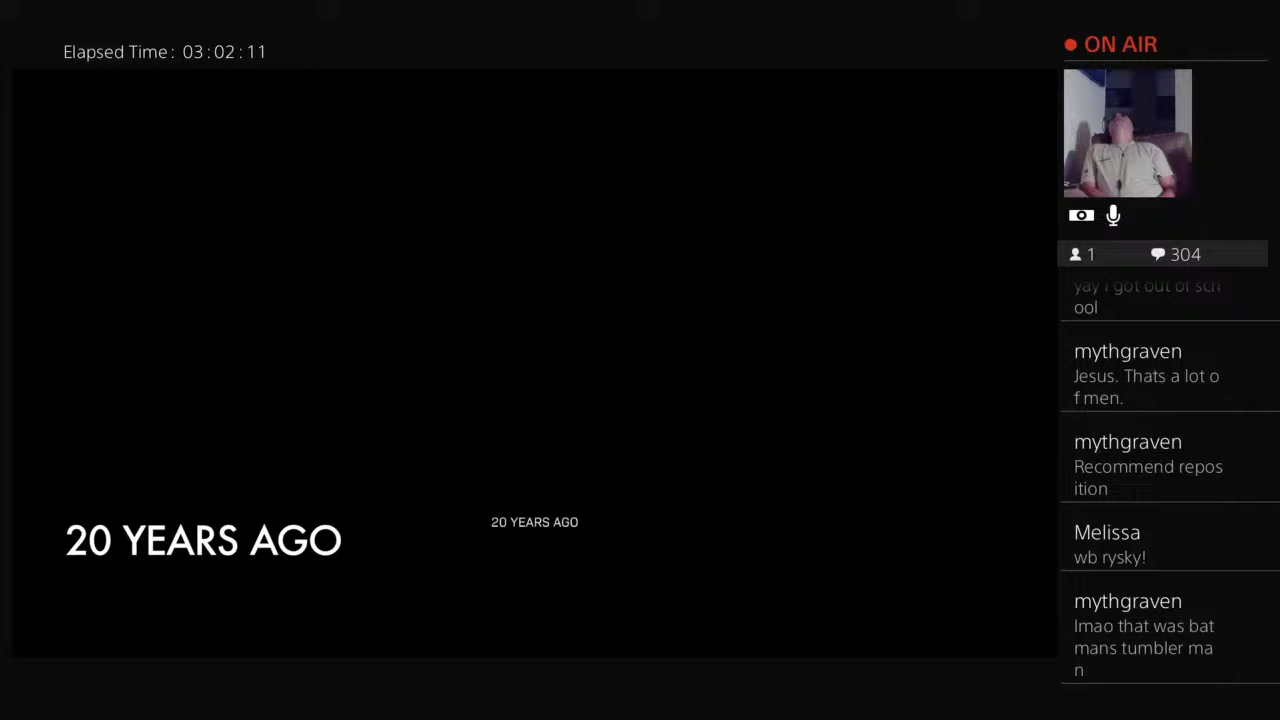 Elapsed Time: 03:02:11
ON AIR
1 304
yay i got out of sch
ool
mythgraven
Jesus. Thats a lot o
f men.
mythgraven
Recommend repos
ition
Melissa
wb rysky!
mythgraven
lmao that was bat
mans tumbler ma
n
20 YEARS AGO
20 YEARS AGO